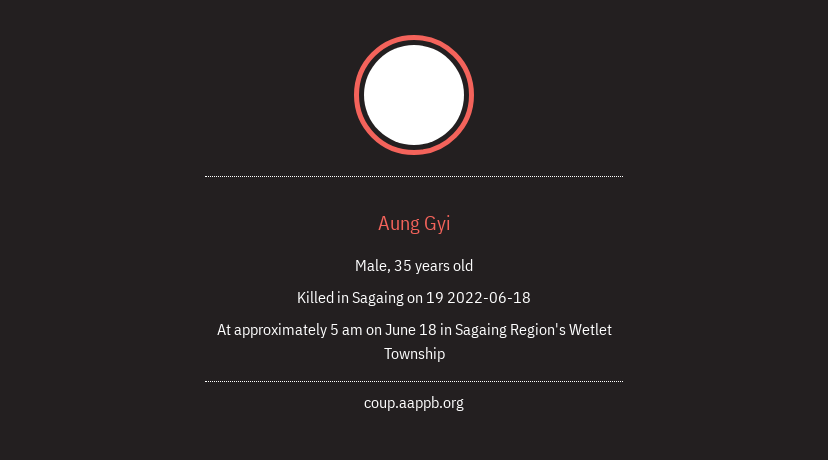 Aung Gyi
Male, 35 years old
Killed in Sagaing on 19 2022-06-18
At approximately 5 am on June 18 in Sagaing Region's Wetlet
Township
coup.aappb.org